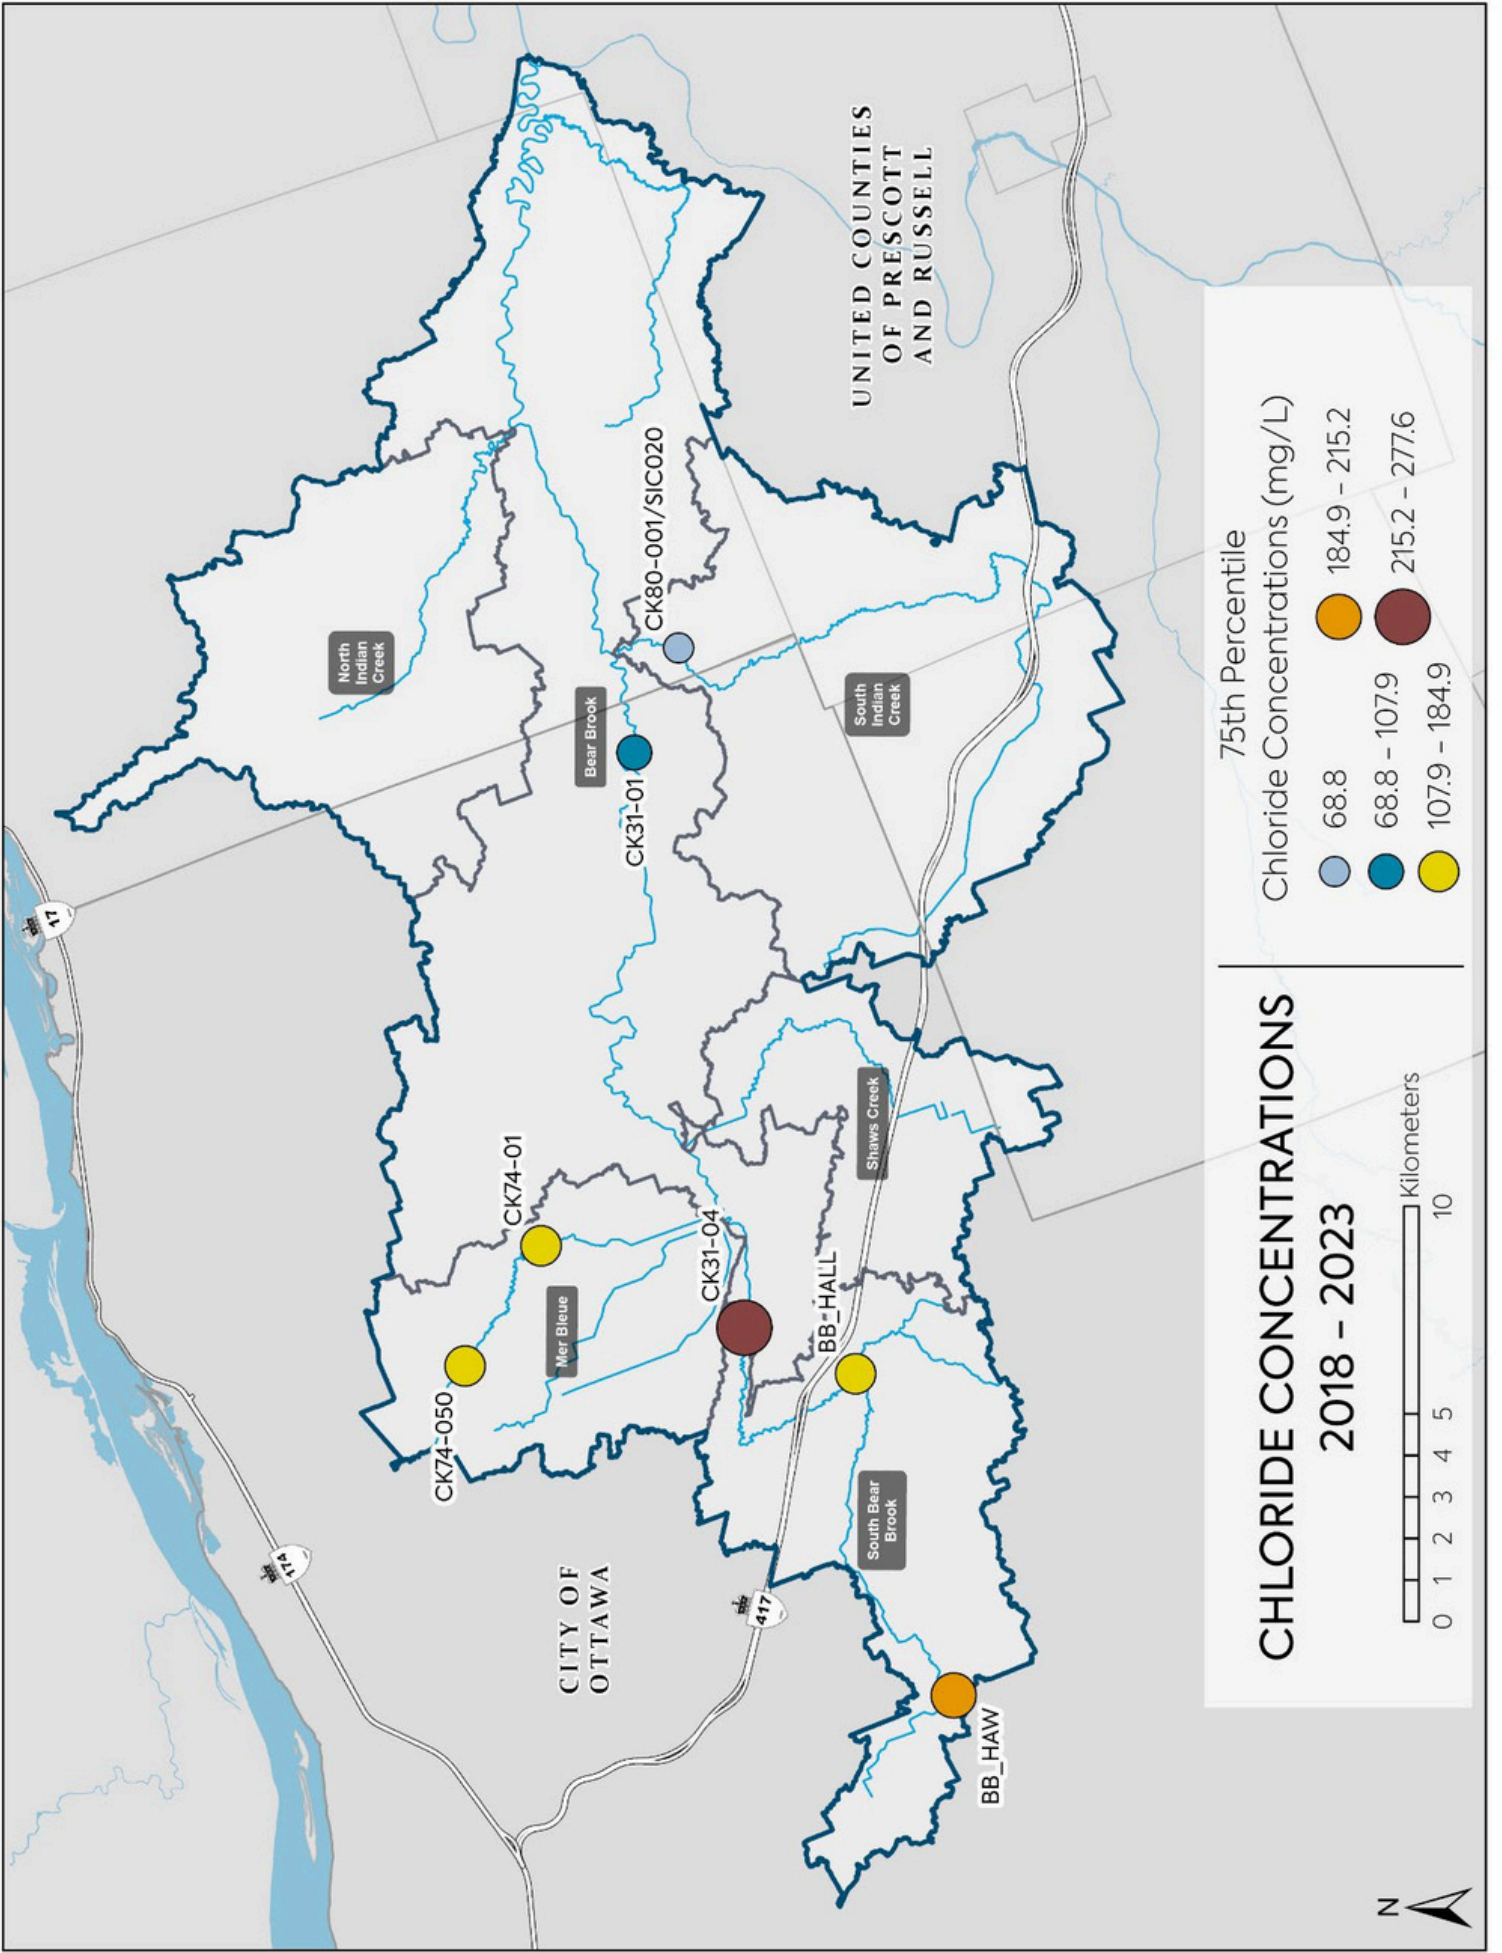 17
174
417
CITY OF
OTTAWA
UNITED COUNTIES
OF PRESCOTT
AND RUSSELL
North
Indian
Creek
Bear Brook
CK80-001/SIC020
CK31-01
South
Indian
Creek
CK74-01
CK74-050
Mer Bleue
CK31-04
Shaws Creek
BB_HALL
South Bear
Brook
BB_HAW
N
CHLORIDE CONCENTRATIONS
2018 – 2023
0 1 2 3 4 5 10
Kilometers
75th Percentile
Chloride Concentrations (mg/L)
68.8
68.8 – 107.9
107.9 – 184.9
184.9 – 215.2
215.2 – 277.6